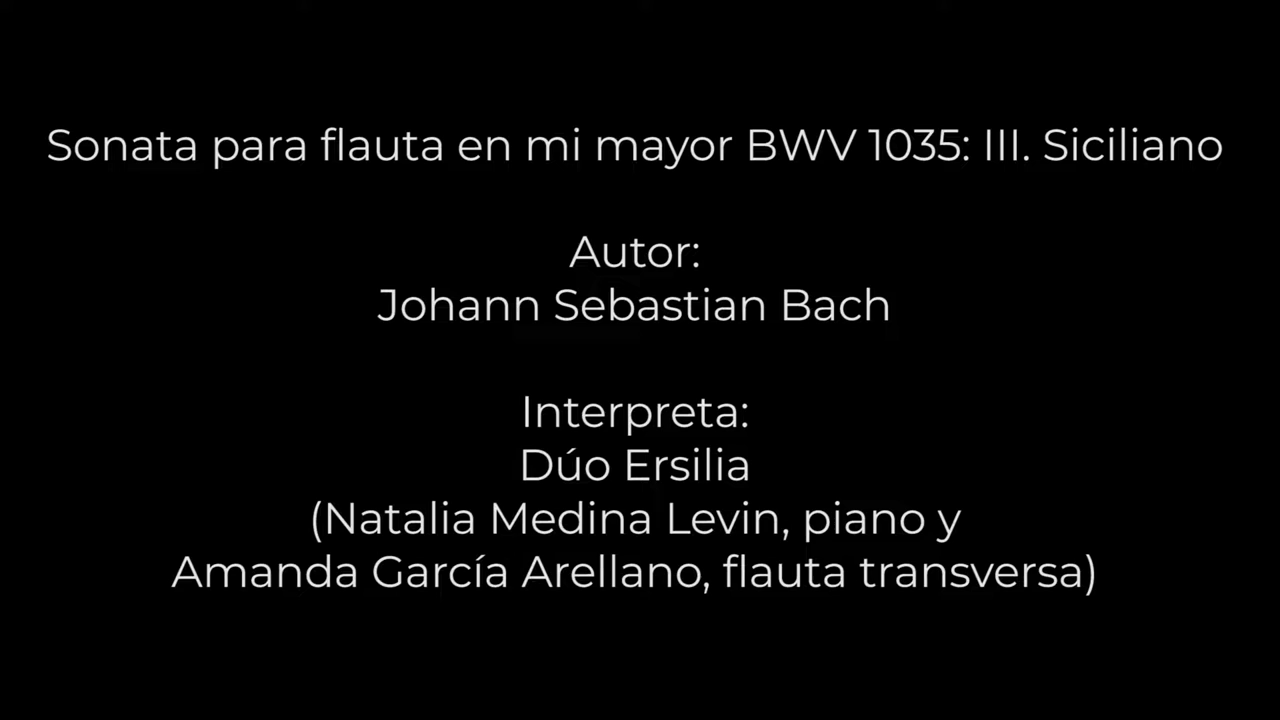 Sonata para flauta en mi mayor BWV 1035: III. Siciliano
Autor:
Johann Sebastian Bach
Interpreta:
Dúo Ersilia
(Natalia Medina Levin, piano y
Amanda García Arellano, flauta transversa)